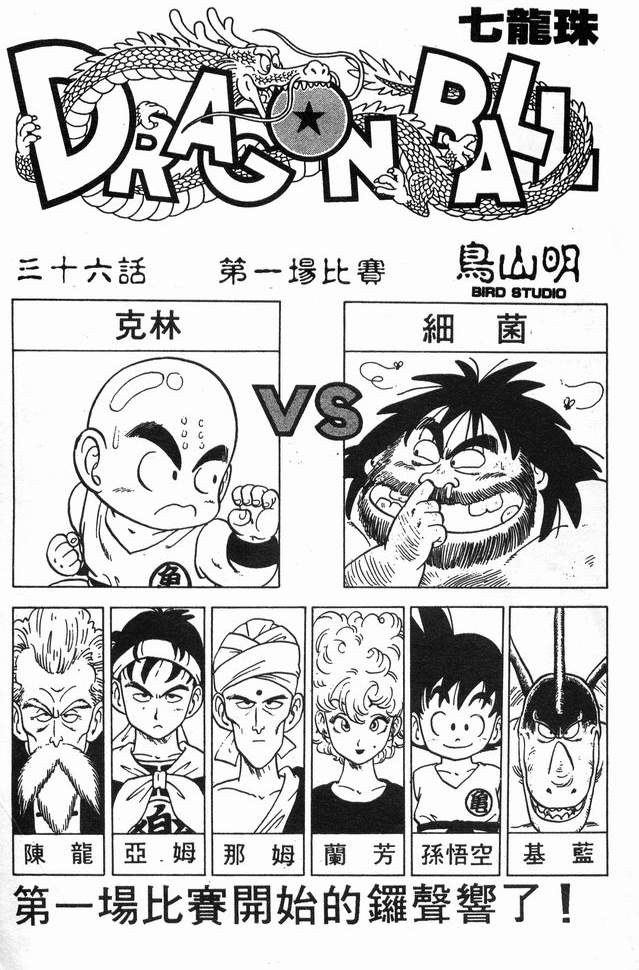 七龍珠
DRAGON BALL
三十六話 第一場比賽 鳥山明
BIRD STUDIO
克林 細菌
VS
龜 龜
陳龍 亞姆 那姆 蘭芳 孫悟空 基藍
第一場比賽開始的鑼聲響了!